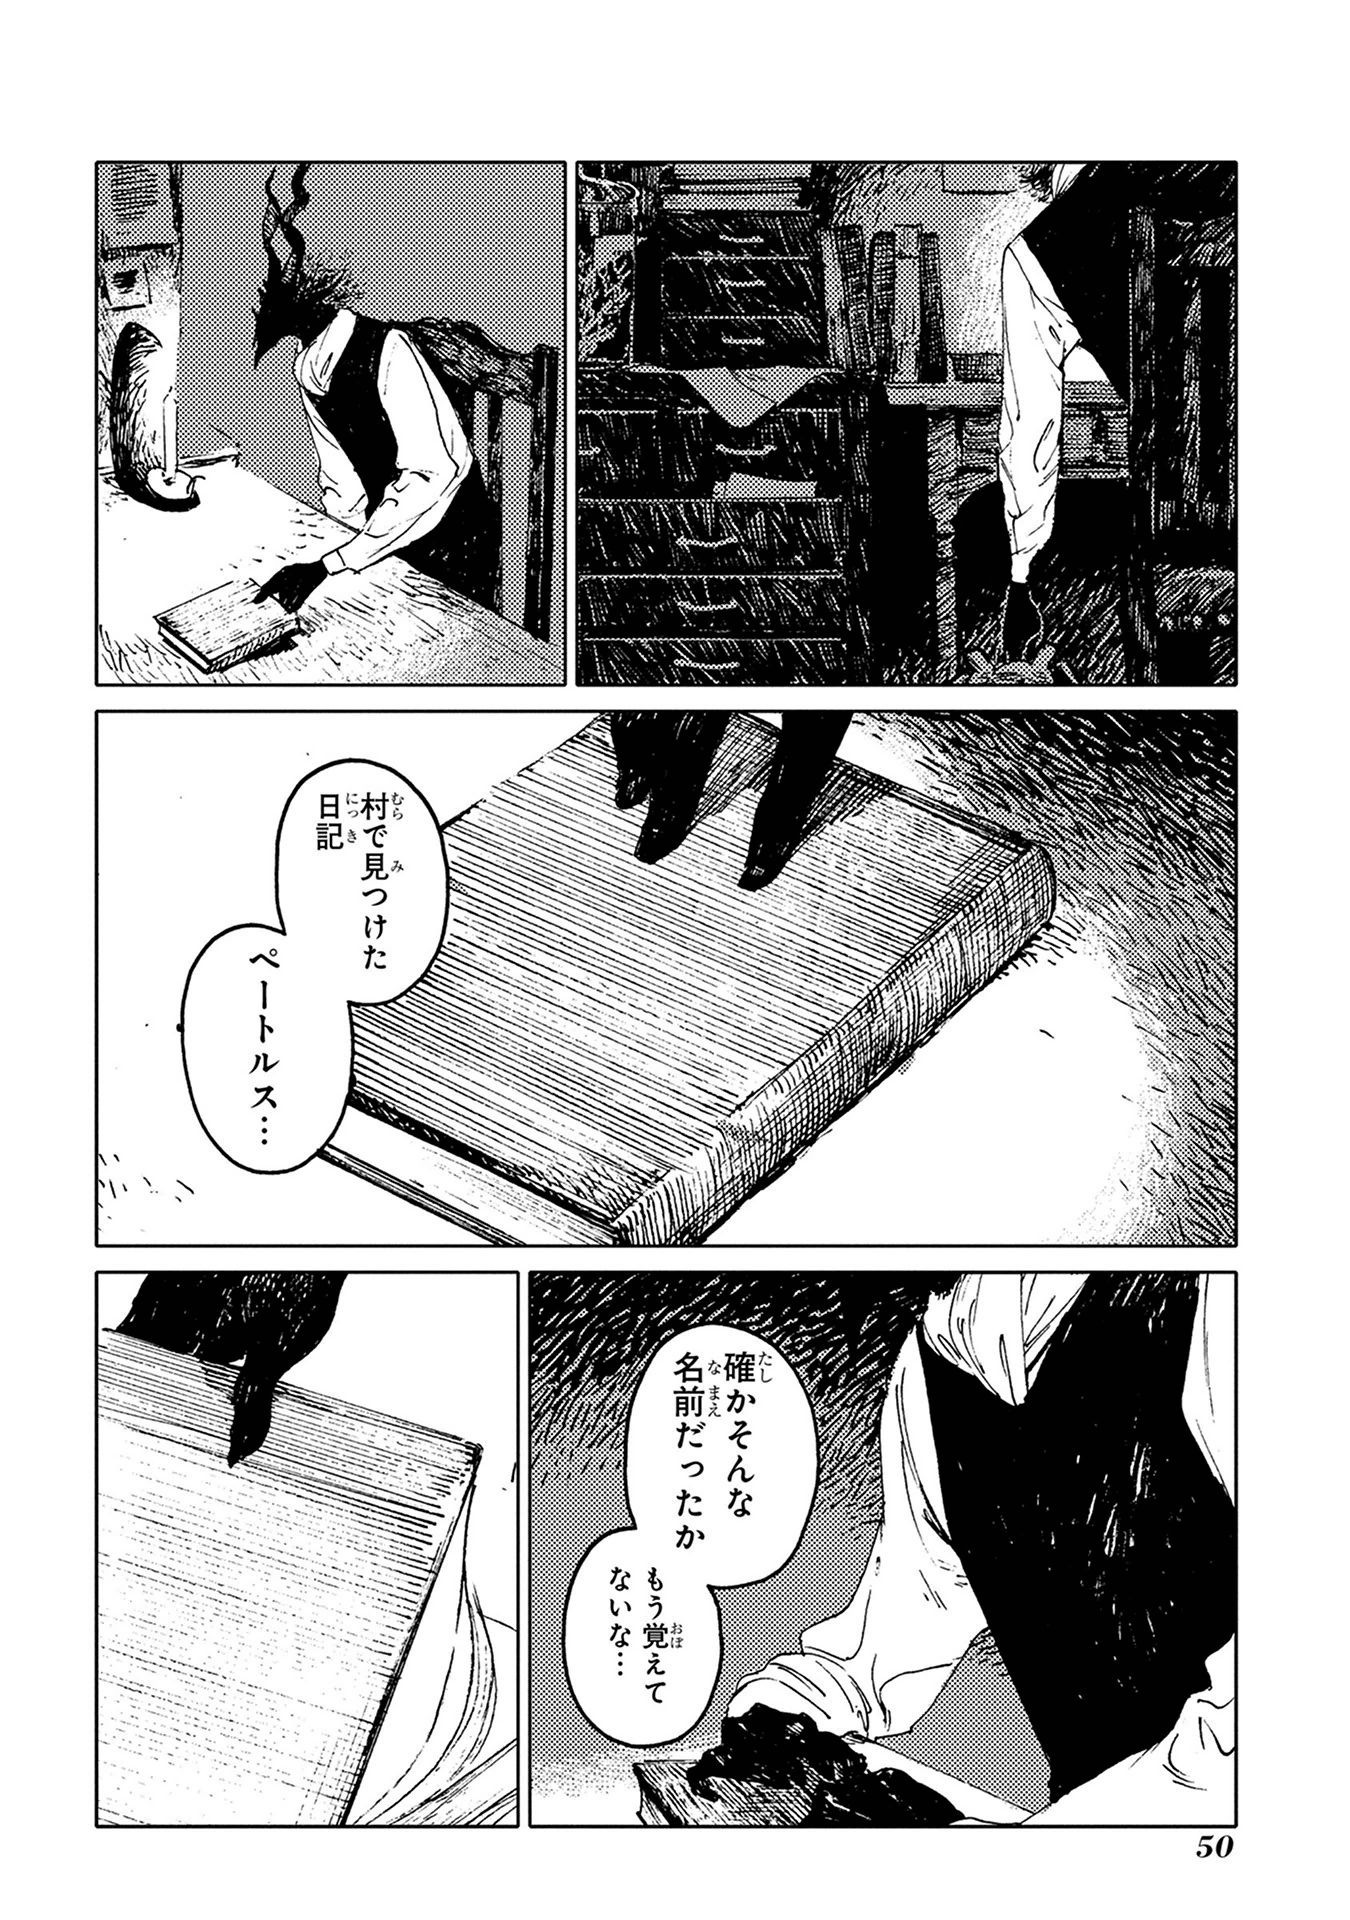 村で見つけた
日記
ペートルス…
確かそんな
名前だったか
もう覚えて
ないな…
50